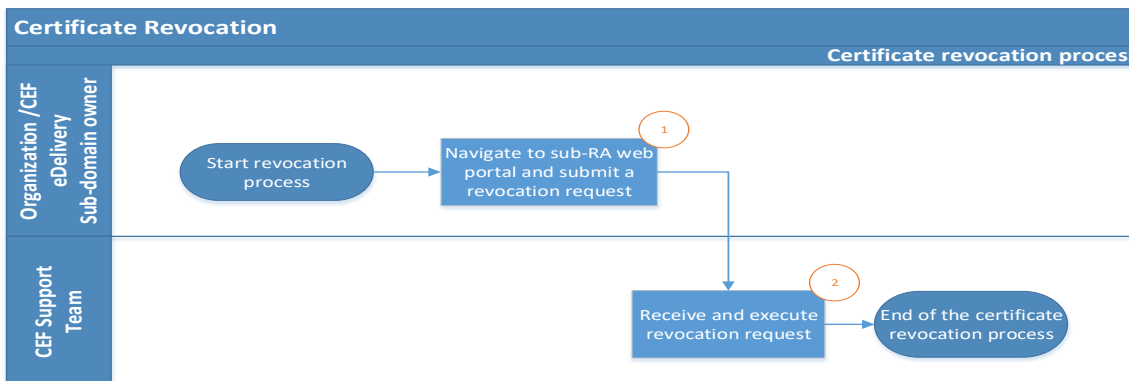 Certificate Revocation
Certificate revocation proces
Organization /CEF
eDelivery
Sub-domain owner
Start revocation
process
1
Navigate to sub-RA web
portal and submit a
revocation request
CEF Support
Team
2
Receive and execute
revocation request
End of the certificate
revocation process